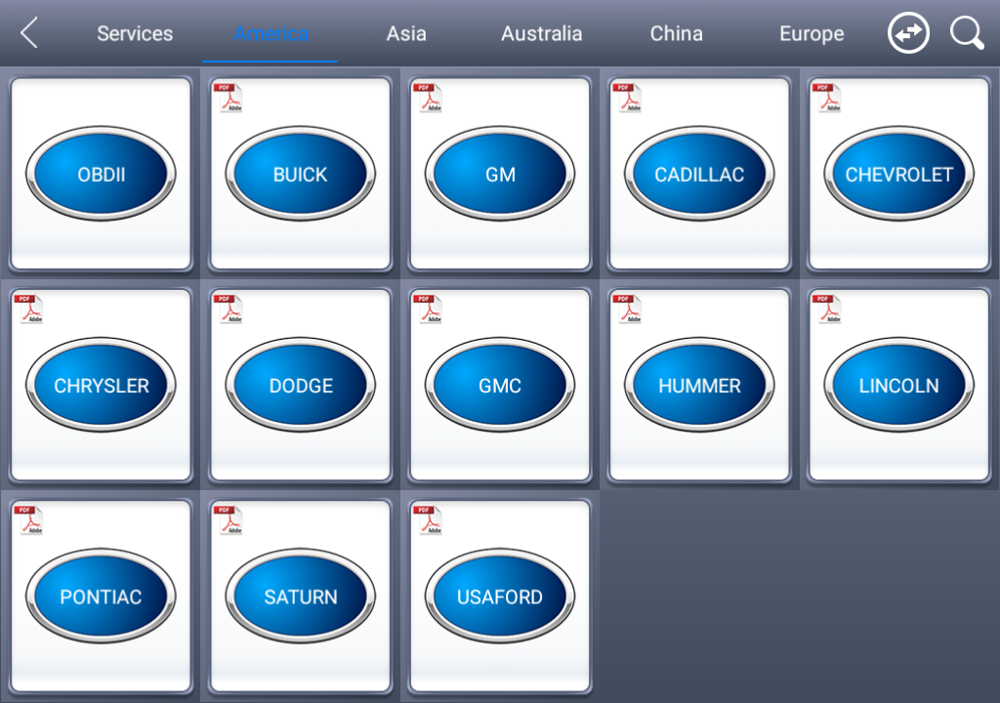 Services America Asia Australia China Europe
OBDII
PDF Adobe BUICK
PDF Adobe GM
PDF Adobe CADILLAC
PDF Adobe CHEVROLET
PDF Adobe CHRYSLER
PDF Adobe DODGE
PDF Adobe GMC
PDF Adobe HUMMER
PDF Adobe LINCOLN
PDF Adobe PONTIAC
PDF Adobe SATURN
PDF Adobe USAFORD